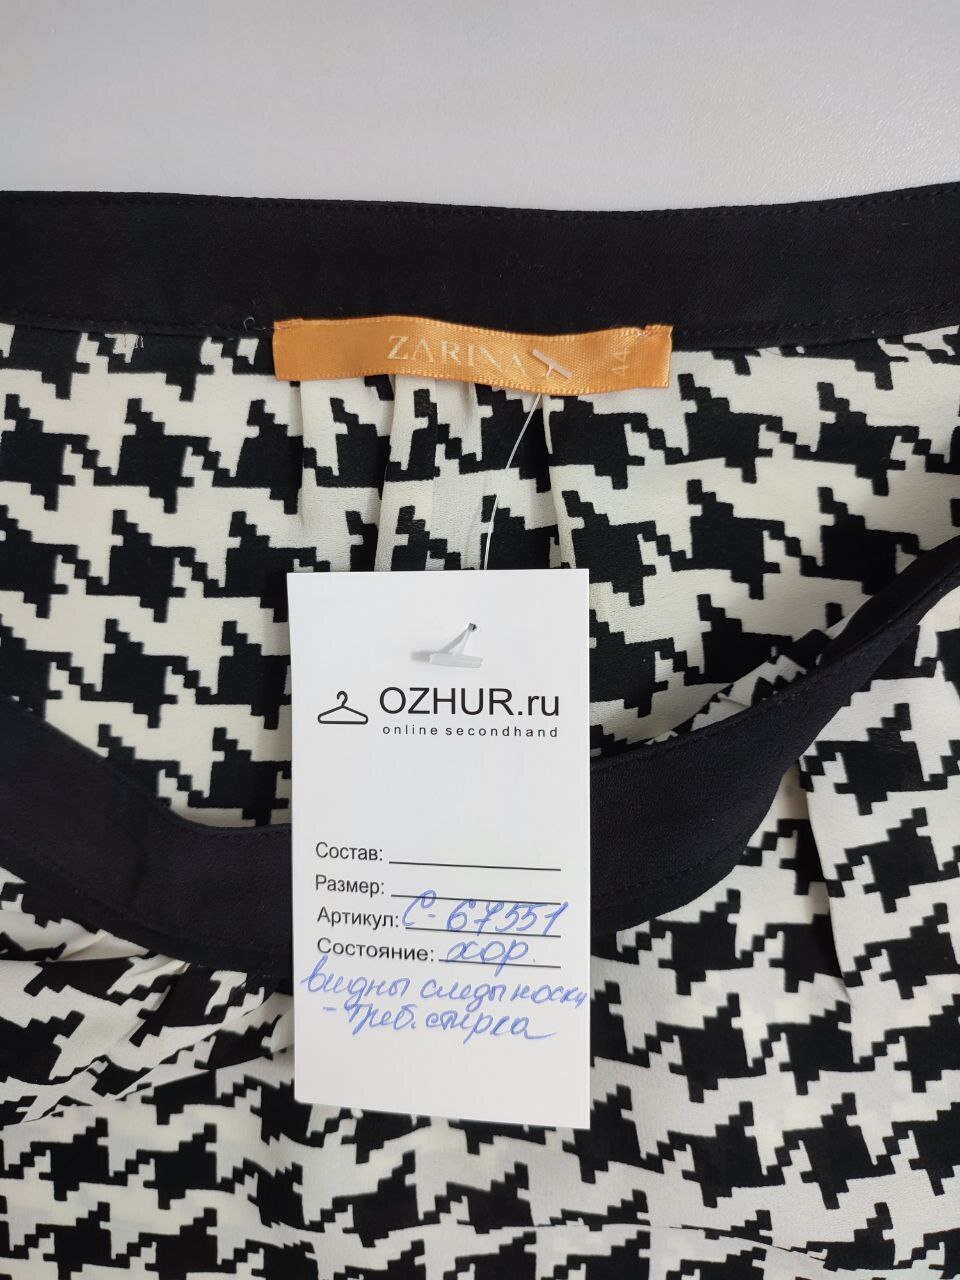 ZARINA
44
OZHUR.ru
online secondhand
Состав:
Размер:
Артикул: С-67551
Состояние: хор.
видны следы носки
- Треб. стирка